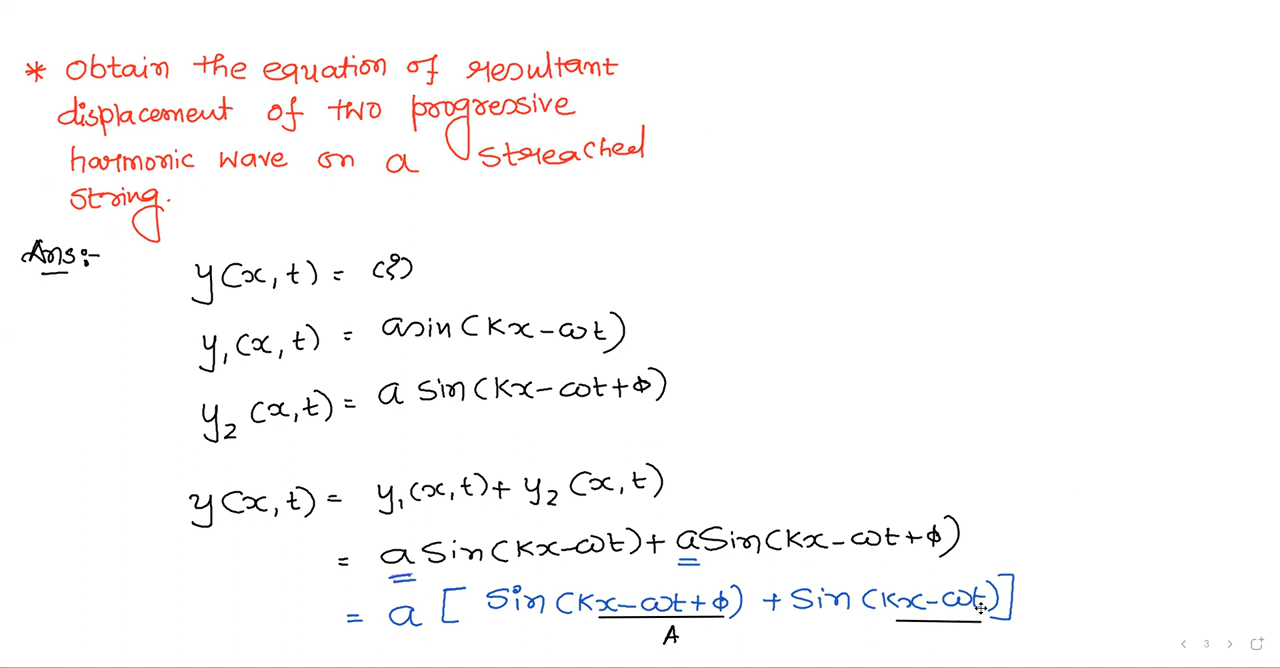 * Obtain the equation of resultant
displacement of two progressive
harmonic wave on a streached
string.
Ans:-
y(x, t) = (?)
y₁(x, t) = a sin(kx-ωt)
y₂(x, t) = a sin(kx-ωt+φ)
y(x, t) = y₁(x, t) + y₂(x, t)
= a sin(kx-ωt) + a sin(kx-ωt+φ)
= a [ sin(kx-ωt+φ) + sin(kx-ωt) ]
A
3